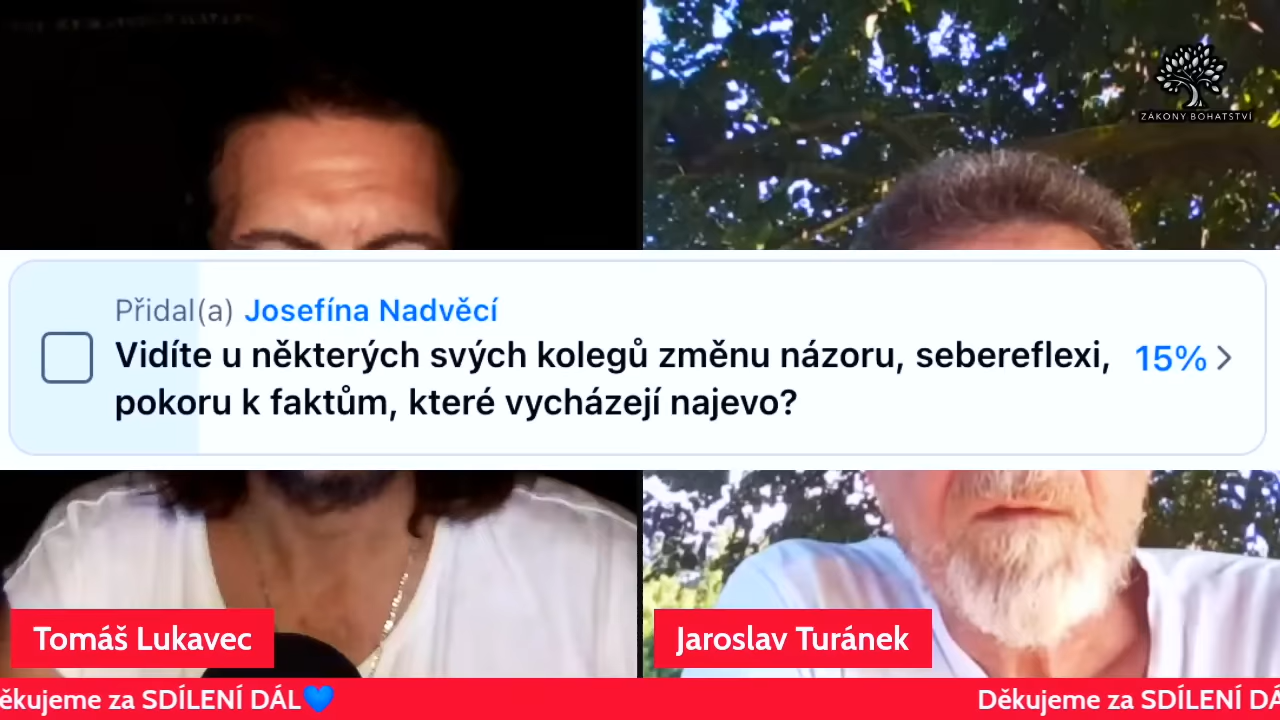 ZÁKONY BOHATSTVÍ
Přidal(a) Josefína Nadvěcí
Vidíte u některých svých kolegů změnu názoru, sebereflexi,
pokoru k faktům, které vycházejí najevo?
15%
Tomáš Lukavec
Jaroslav Turánek
ěkujeme za SDÍLENÍ DÁL💙
Děkujeme za SDÍLENÍ DÁ